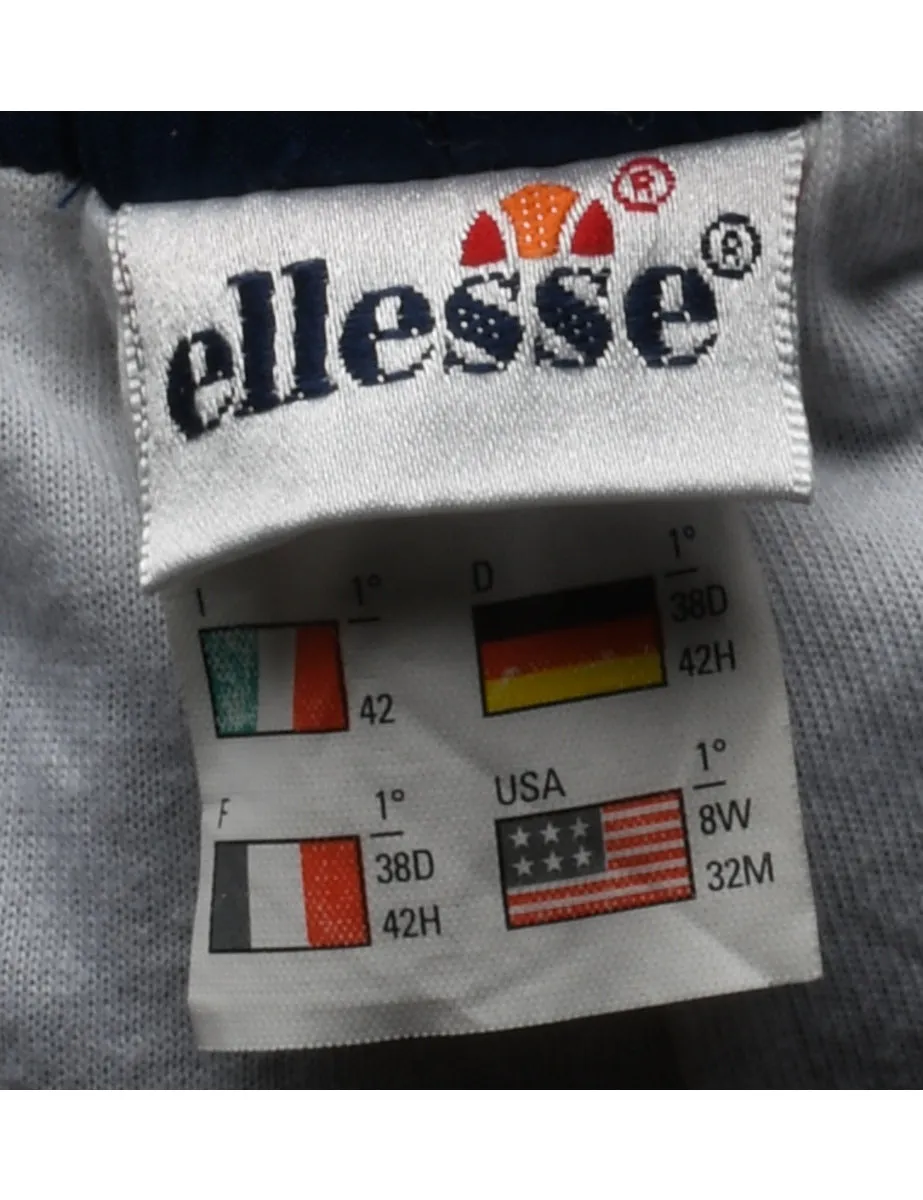 ellesse® ®
I 1°
42
D 1°
38D
42H
F 1°
38D
42H
USA 1°
8W
32M